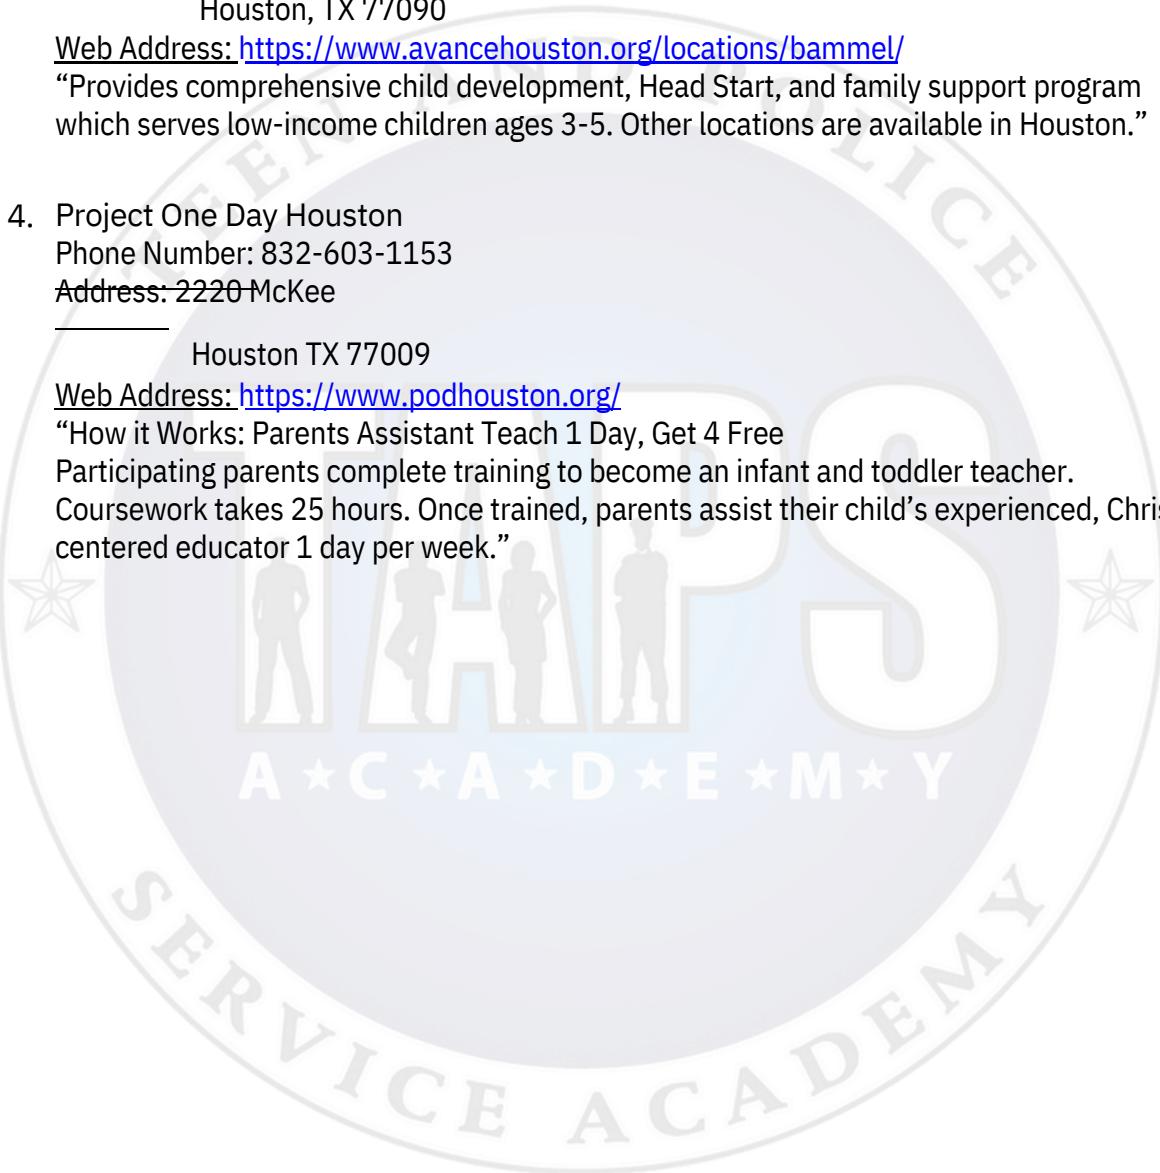 Houston, TX 77090
Web Address: https://www.avancehouston.org/locations/bammel/
“Provides comprehensive child development, Head Start, and family support program
which serves low-income children ages 3-5. Other locations are available in Houston.”
4. Project One Day Houston
Phone Number: 832-603-1153
Address: 2220 McKee
Houston TX 77009
Web Address: https://www.podhouston.org/
“How it Works: Parents Assistant Teach 1 Day, Get 4 Free
Participating parents complete training to become an infant and toddler teacher.
Coursework takes 25 hours. Once trained, parents assist their child’s experienced,
centered educator 1 day per week.”
TEEN AND POLICE
TAPS
A★C★A★D★E★M★Y
SERVICE ACADEMY